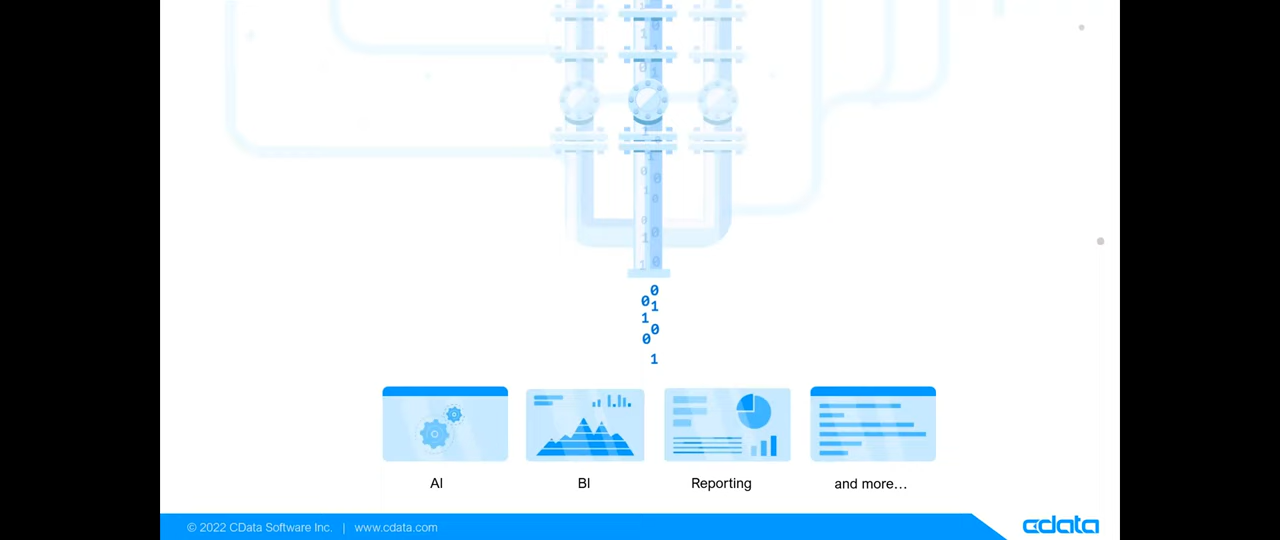 0
0 1
1
0
0
1
AI
BI
Reporting
and more...
© 2022 CData Software Inc. | www.cdata.com
cdata